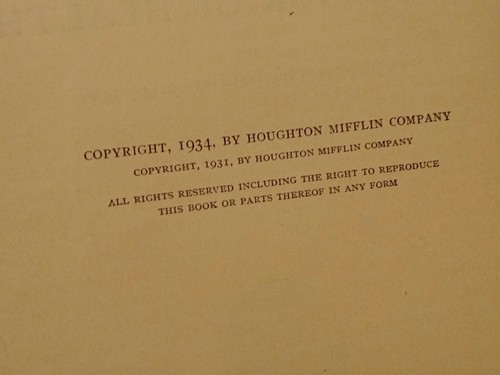 COPYRIGHT, 1934, BY HOUGHTON MIFFLIN COMPANY
COPYRIGHT, 1931, BY HOUGHTON MIFFLIN COMPANY
ALL RIGHTS RESERVED INCLUDING THE RIGHT TO REPRODUCE
THIS BOOK OR PARTS THEREOF IN ANY FORM